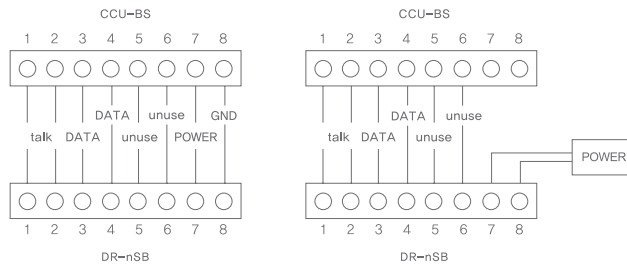 CCU-BS
1 2 3 4 5 6 7 8
DATA unuse GND
talk DATA unuse POWER
1 2 3 4 5 6 7 8
DR-nSB
CCU-BS
1 2 3 4 5 6 7 8
DATA unuse
talk DATA unuse
POWER
1 2 3 4 5 6 7 8
DR-nSB